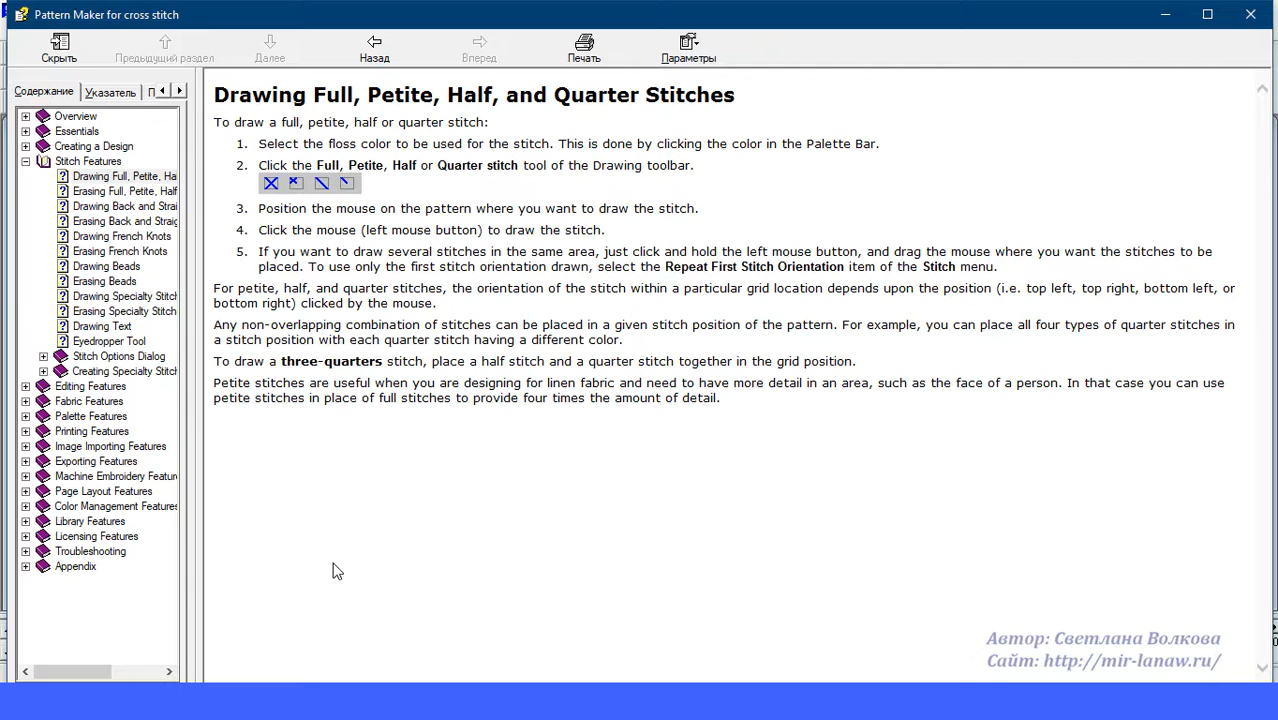 Pattern Maker for cross stitch
Скрыть
Предыдущий раздел
Далее
Назад
Вперед
Печать
Параметры
Содержание
Указатель
П
Overview
Essentials
Creating a Design
Stitch Features
Drawing Full, Petite, Ha
Erasing Full, Petite, Half
Drawing Back and Strai
Erasing Back and Straig
Drawing French Knots
Erasing French Knots
Drawing Beads
Erasing Beads
Drawing Specialty Stitch
Erasing Specialty Stitch
Drawing Text
Eyedropper Tool
Stitch Options Dialog
Creating Specialty Stitch
Editing Features
Fabric Features
Palette Features
Printing Features
Image Importing Features
Exporting Features
Machine Embroidery Featur
Page Layout Features
Color Management Features
Library Features
Licensing Features
Troubleshooting
Appendix
Drawing Full, Petite, Half, and Quarter Stitches
To draw a full, petite, half or quarter stitch:
1. Select the floss color to be used for the stitch. This is done by clicking the color in the Palette Bar.
2. Click the Full, Petite, Half or Quarter stitch tool of the Drawing toolbar.
3. Position the mouse on the pattern where you want to draw the stitch.
4. Click the mouse (left mouse button) to draw the stitch.
5. If you want to draw several stitches in the same area, just click and hold the left mouse button, and drag the mouse where you want the stitches to be
placed. To use only the first stitch orientation drawn, select the Repeat First Stitch Orientation item of the Stitch menu.
For petite, half, and quarter stitches, the orientation of the stitch within a particular grid location depends upon the position (i.e. top left, top right, bottom left, or
bottom right) clicked by the mouse.
Any non-overlapping combination of stitches can be placed in a given stitch position of the pattern. For example, you can place all four types of quarter stitches in
a stitch position with each quarter stitch having a different color.
To draw a three-quarters stitch, place a half stitch and a quarter stitch together in the grid position.
Petite stitches are useful when you are designing for linen fabric and need to have more detail in an area, such as the face of a person. In that case you can use
petite stitches in place of full stitches to provide four times the amount of detail.
Автор: Светлана Волкова
Сайт: http://mir-lanaw.ru/